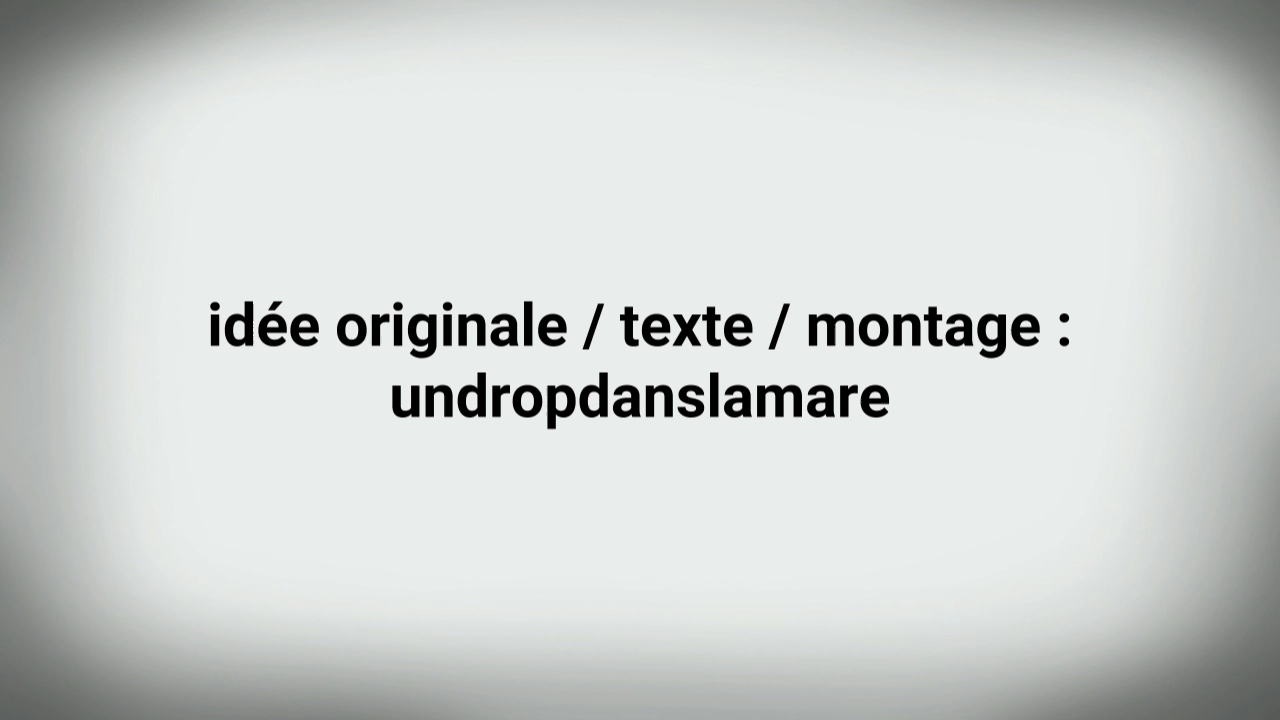 idée originale / texte / montage :
undropdanslamare